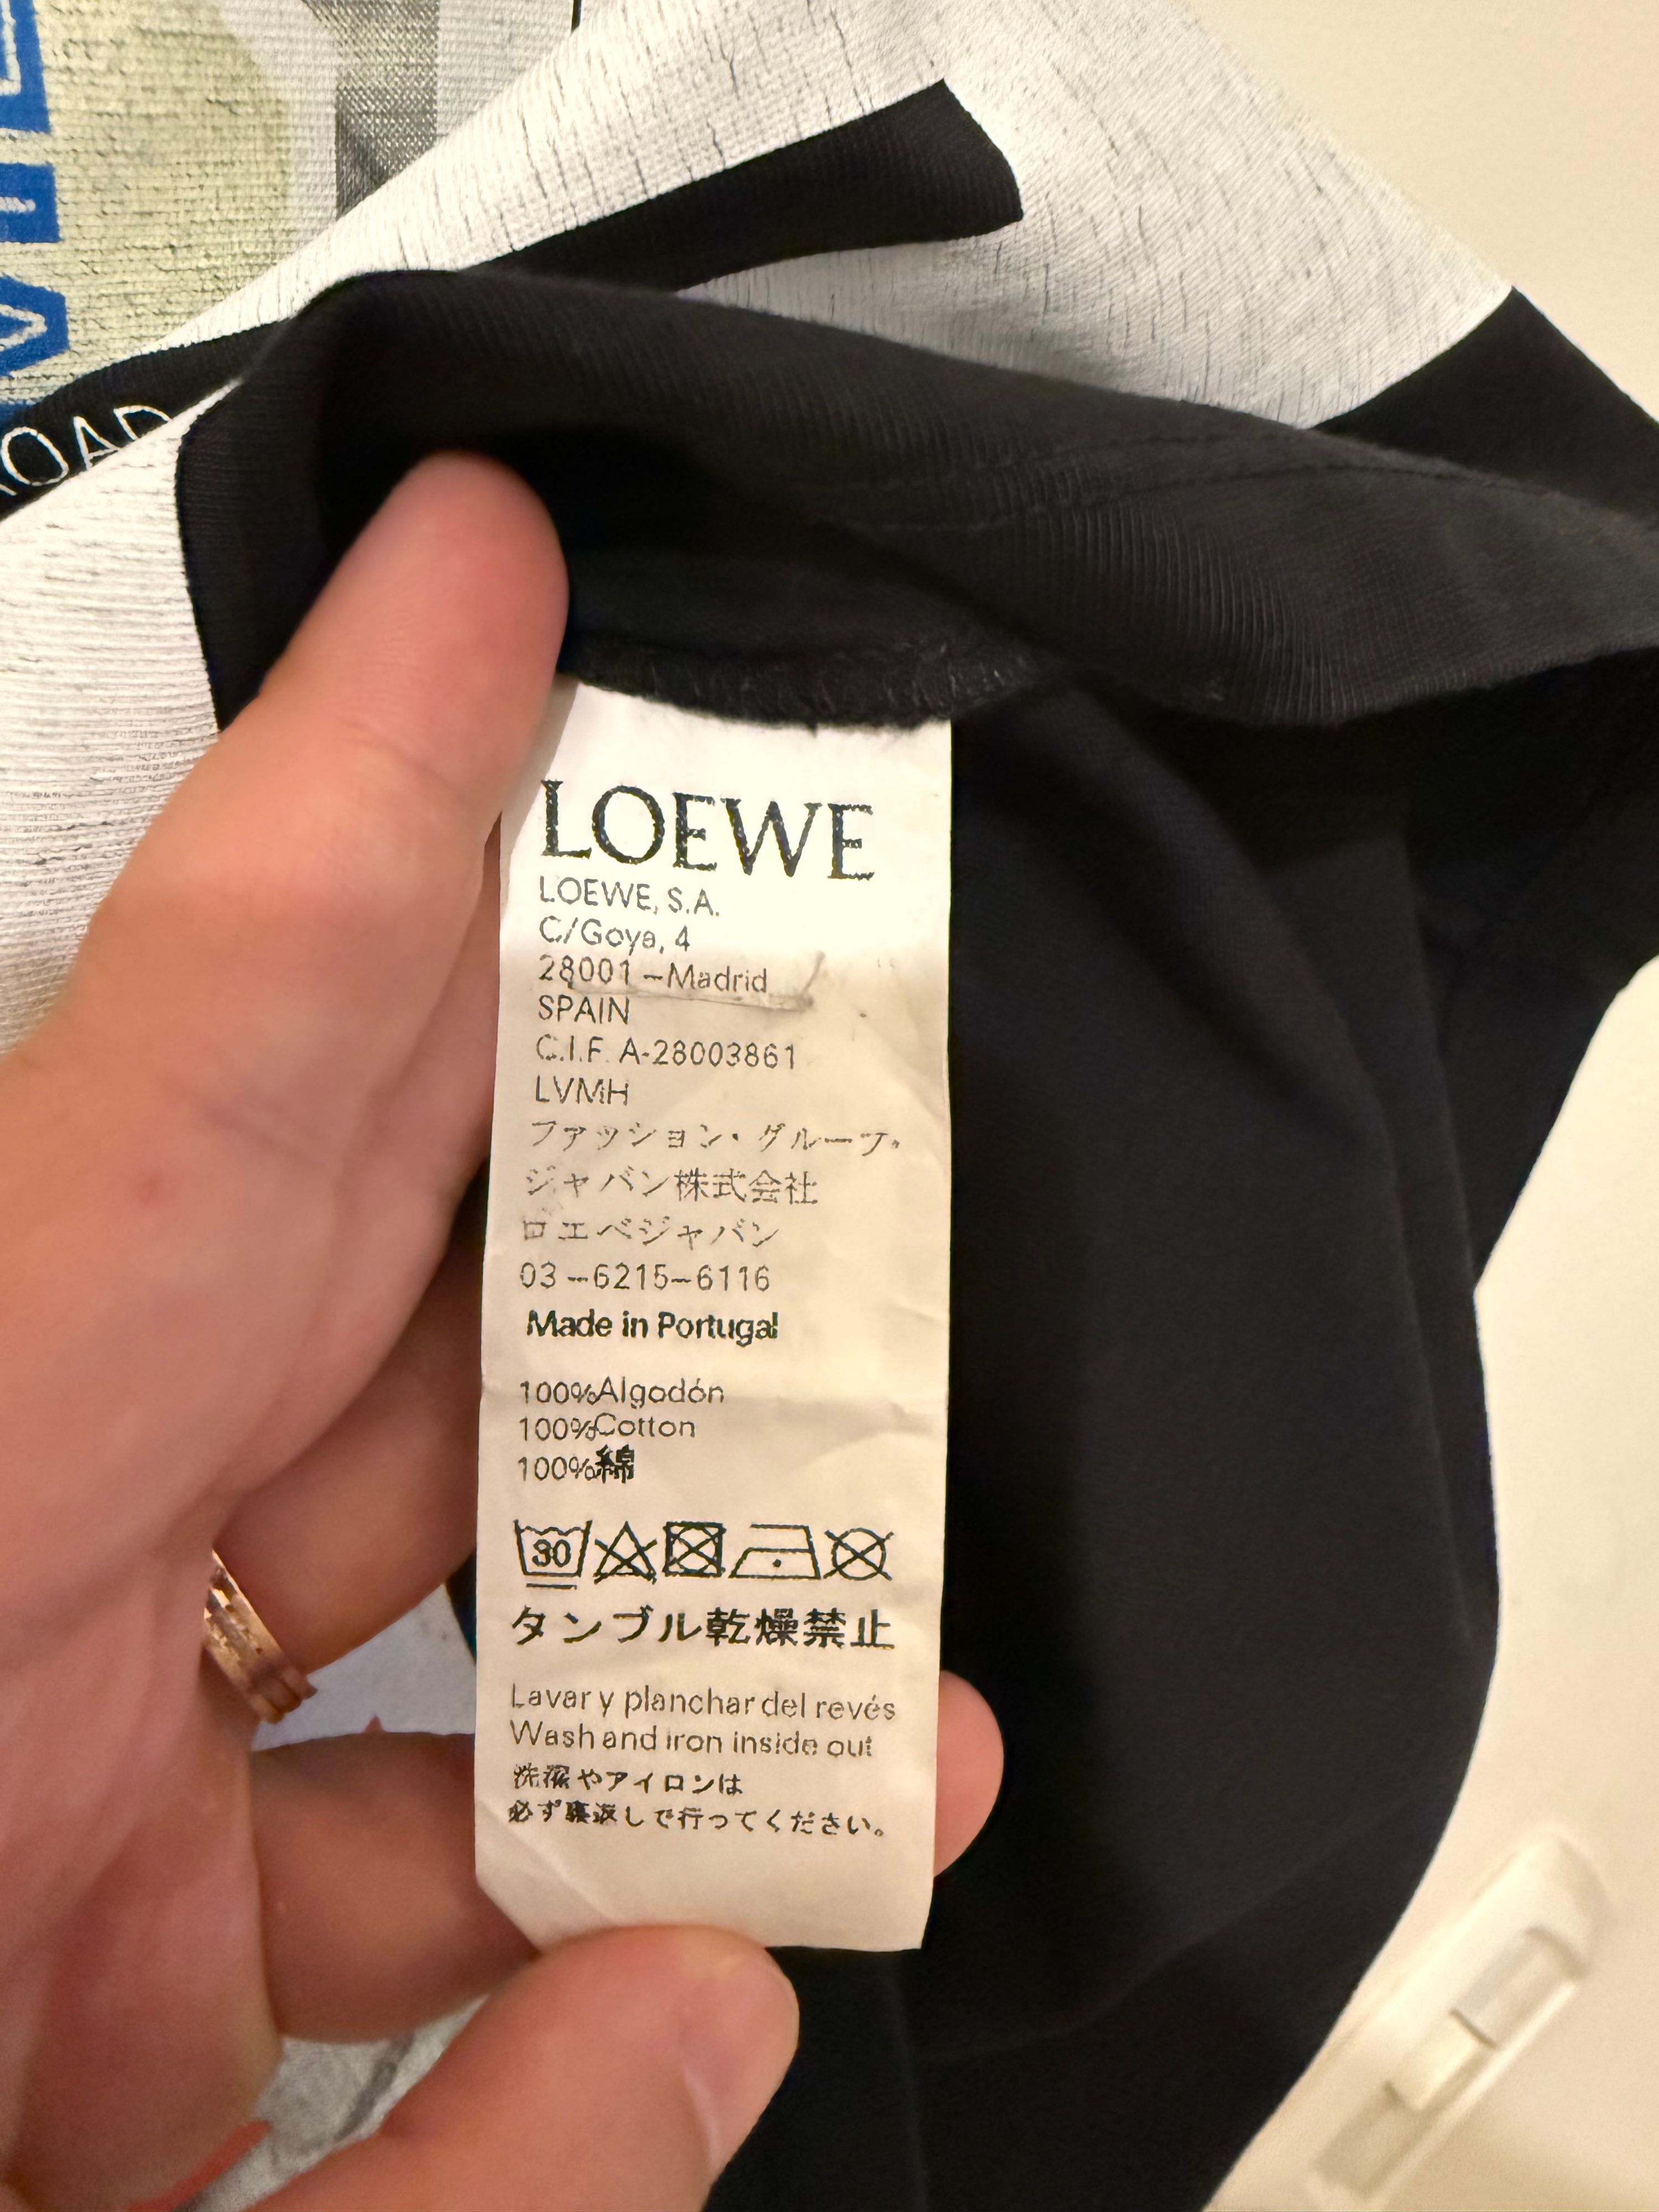 OAD
LOEWE
LOEWE, S.A.
C/Goya, 4
28001 –Madrid
SPAIN
C.I.F. A-28003861
LVMH
ファッション・グループ・
ジャパン株式会社
ロエベジャパン
03–6215–6116
Made in Portugal
100%Algodón
100%Cotton
100%綿
30
タンブル乾燥禁止
Lavar y planchar del revés
Wash and iron inside out
洗濯やアイロンは
必ず裏返しで行ってください。